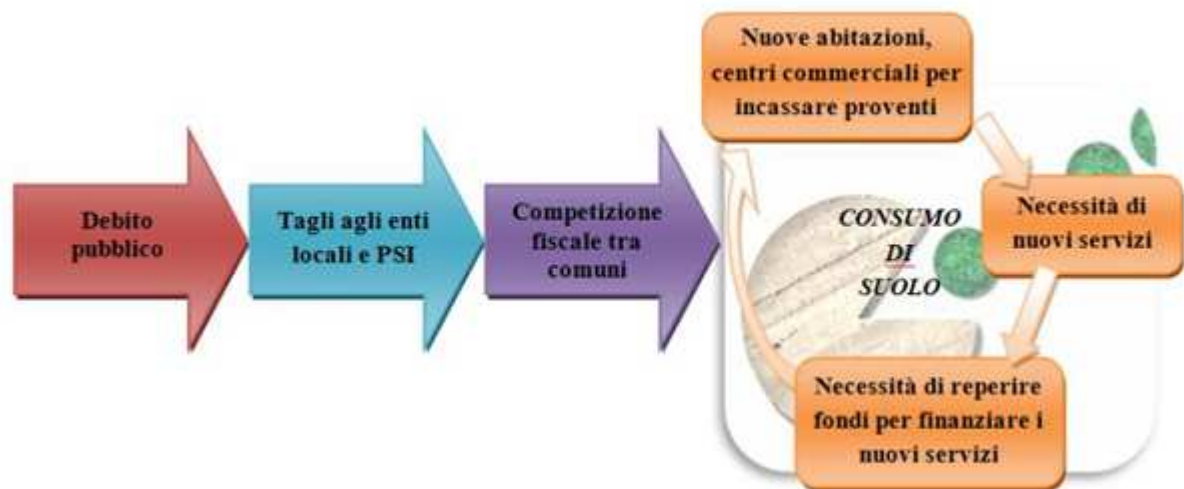 Debito
pubblico
Tagli agli enti
locali e PSI
Competizione
fiscale tra
comuni
Nuove abitazioni,
centri commerciali per
incassare proventi
CONSUMO
DI
SUOLO
Necessità di
nuovi servizi
Necessità di reperire
fondi per finanziare i
nuovi servizi